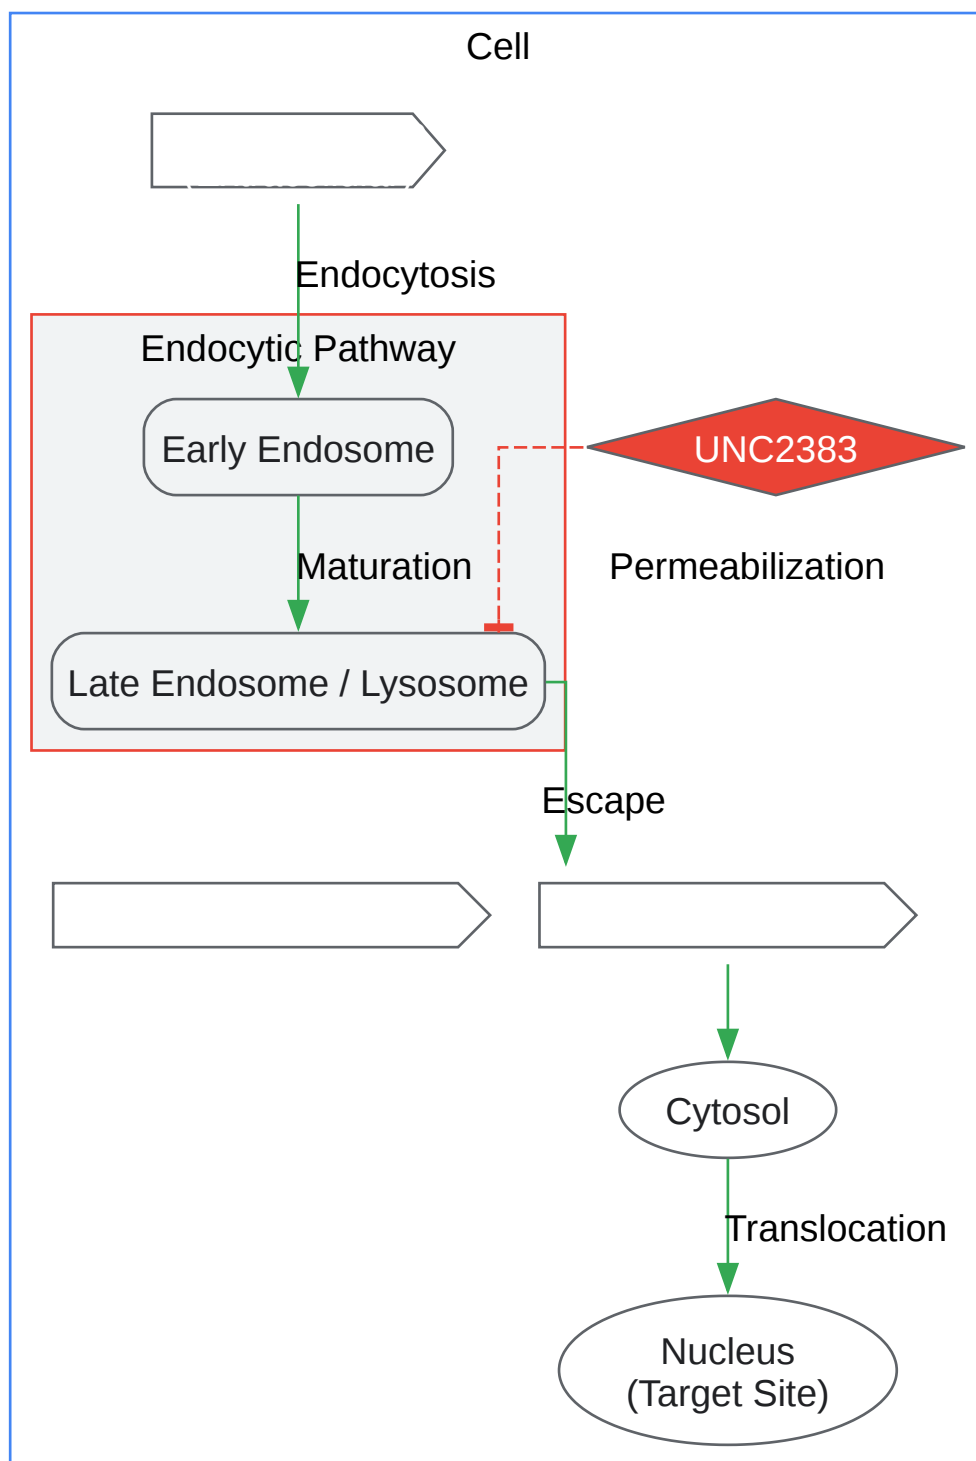 Cell
Endocytosis
Endocytic Pathway
Early Endosome
UNC2383
Maturation
Permeabilization
Late Endosome / Lysosome
Escape
Cytosol
Translocation
Nucleus
(Target Site)